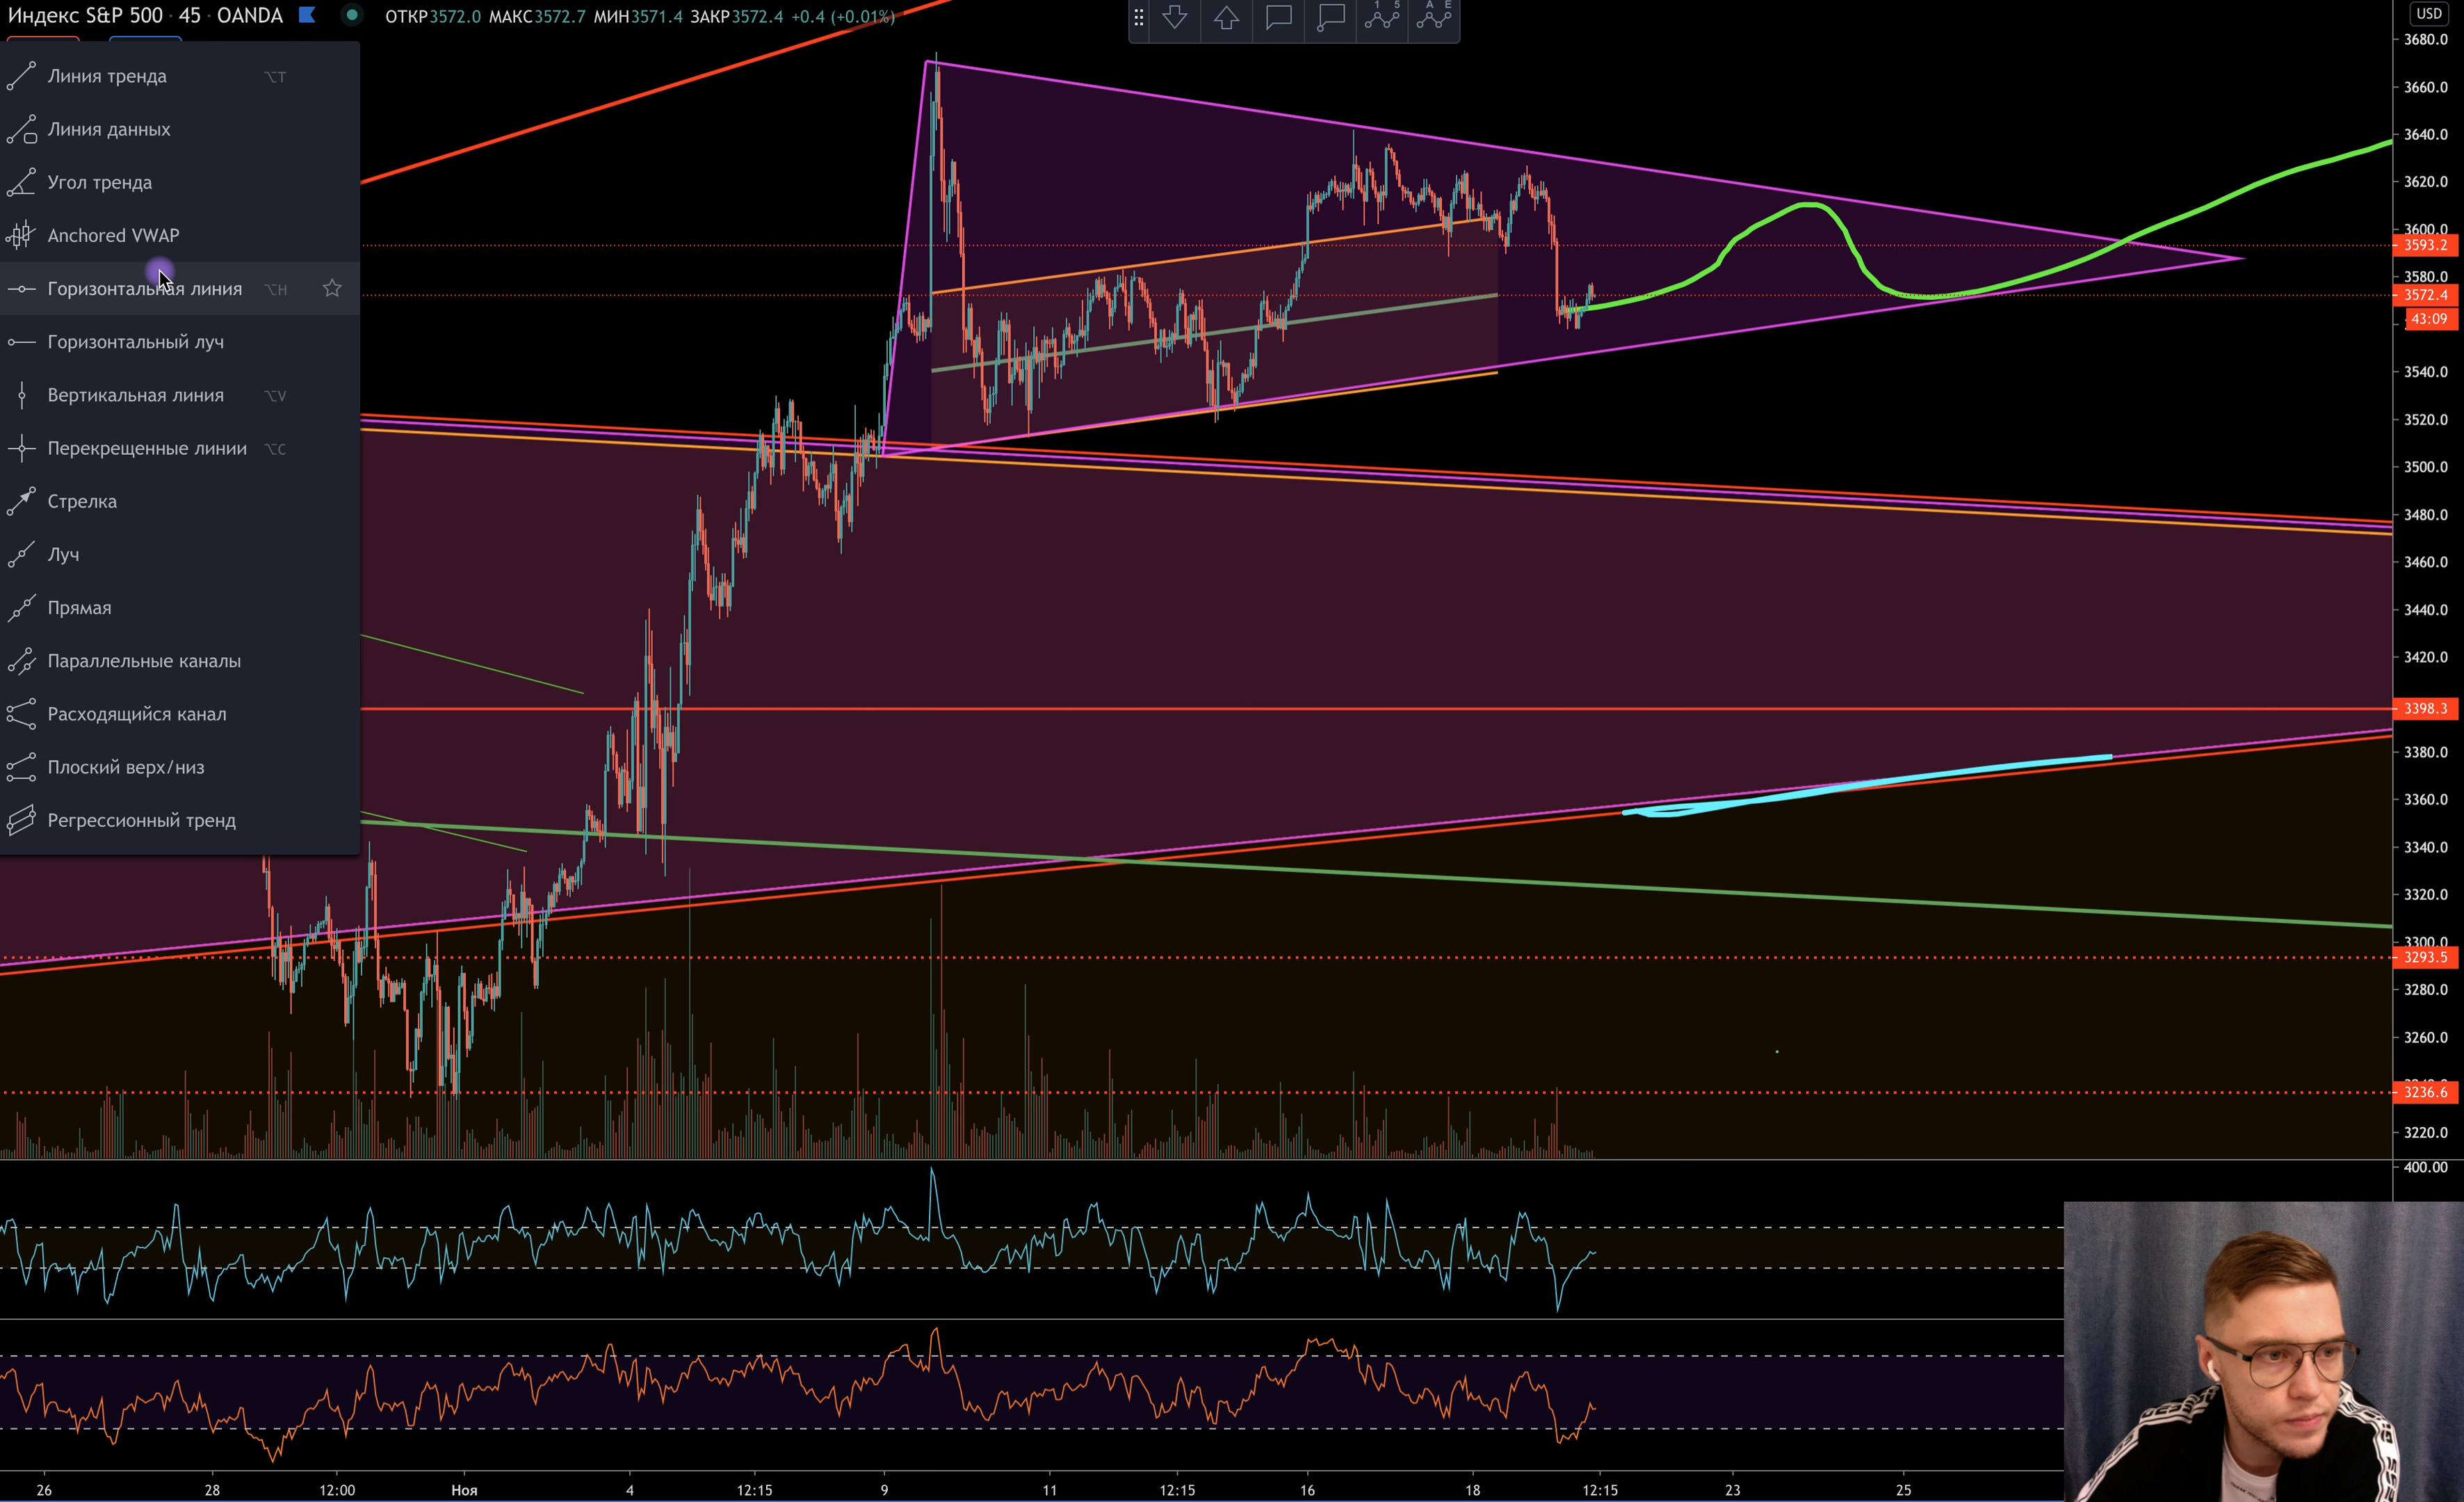 Индекс S&P 500 · 45 · OANDA ОТКР3572.0 МАКС3572.7 МИН3571.4 ЗАКР3572.4 +0.4 (+0.01%)
1 5 A E
USD
Линия тренда ⌥T
Линия данных
Угол тренда
Anchored VWAP
Горизонтальная линия ⌥H
Горизонтальный луч
Вертикальная линия ⌥V
Перекрещенные линии ⌥C
Стрелка
Луч
Прямая
Параллельные каналы
Расходящийся канал
Плоский верх/низ
Регрессионный тренд
3680.0
3660.0
3640.0
3620.0
3600.0
3593.2
3580.0
3572.4
43:09
3540.0
3520.0
3500.0
3480.0
3460.0
3440.0
3420.0
3398.3
3380.0
3360.0
3340.0
3320.0
3300.0
3293.5
3280.0
3260.0
3236.6
3220.0
400.00
26 28 12:00 Ноя 4 12:15 9 11 12:15 16 18 12:15 23 25